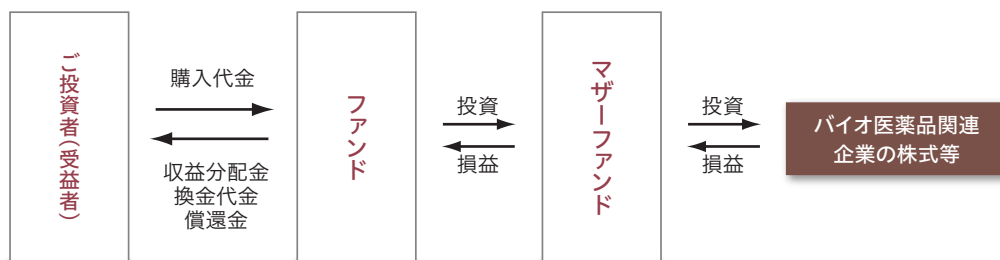 ご投資者(受益者)
購入代金
収益分配金
換金代金
償還金
ファンド
投資
損益
マザーファンド
投資
損益
バイオ医薬品関連
企業の株式等